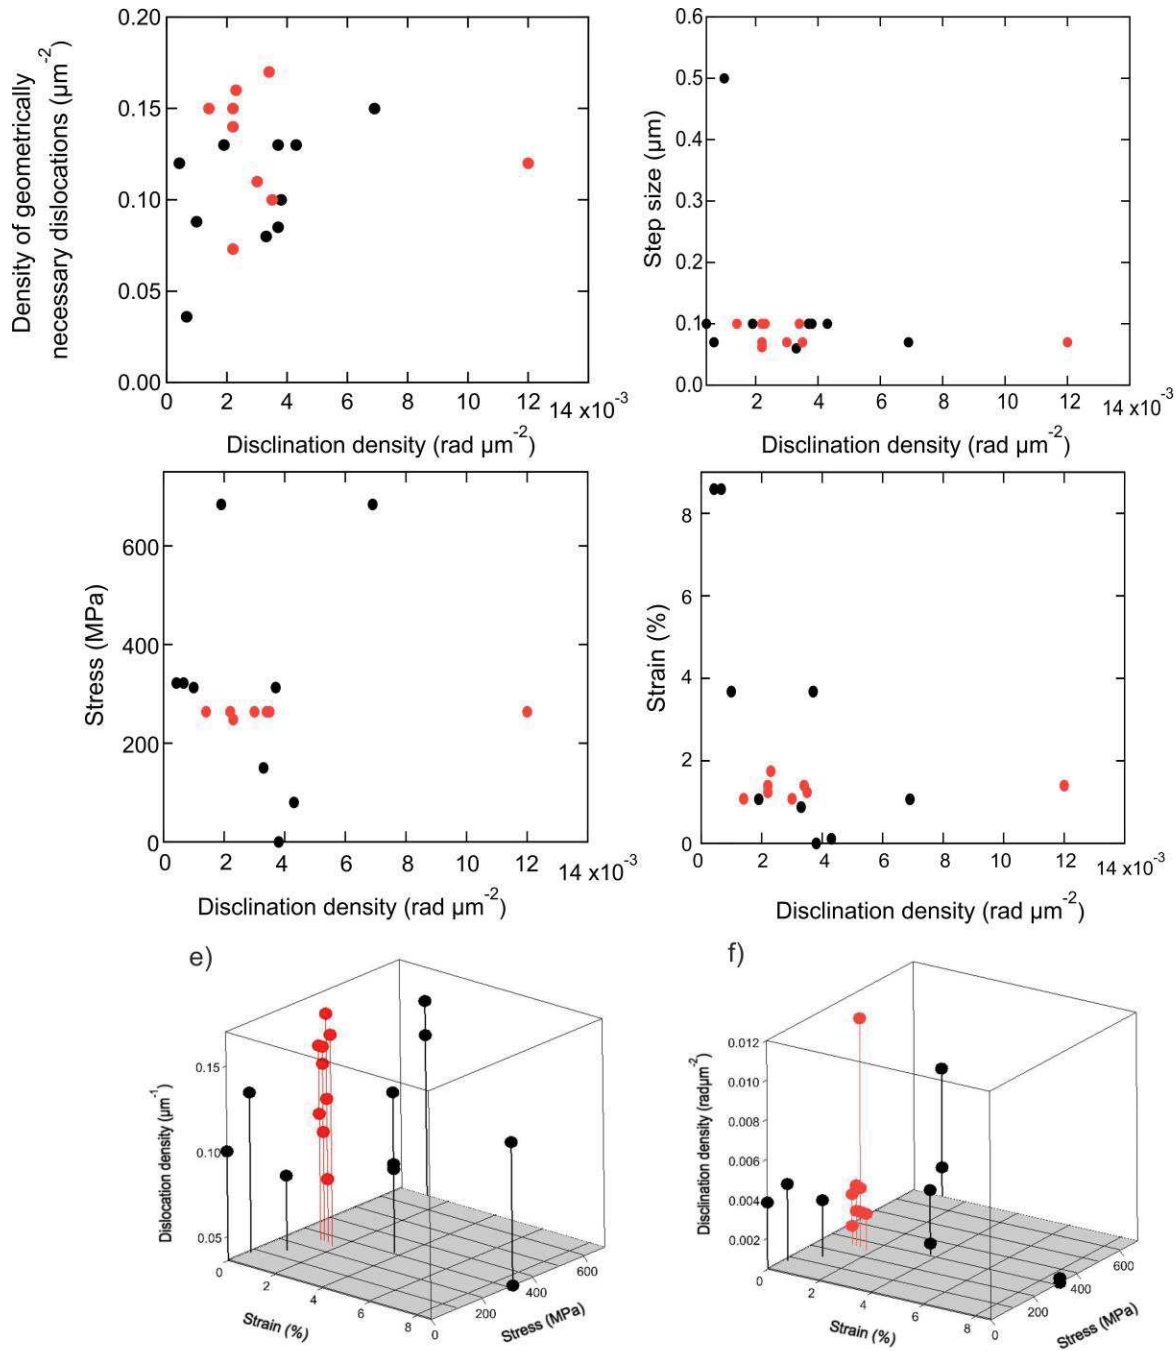 0.20
0.15
0.10
0.05
0.00
Density of geometrically
necessary dislocations (µm⁻²)
0 2 4 6 8 10 12 14 x10⁻³
Disclination density (rad µm⁻²)
0.6
0.5
0.4
0.3
0.2
0.1
0.0
Step size (µm)
2 4 6 8 10 12 14 x10⁻³
Disclination density (rad µm⁻²)
600
400
200
0
Stress (MPa)
0 2 4 6 8 10 12 14 x10⁻³
Disclination density (rad µm⁻²)
8
6
4
2
0
Strain (%)
0 2 4 6 8 10 12 14 x10⁻³
Disclination density (rad µm⁻²)
e)
0.15
0.10
0.05
Dislocation density (µm⁻¹)
0 2 4 6 8
Strain (%)
0 200 400 600
Stress (MPa)
f)
0.012
0.010
0.008
0.006
0.004
0.002
Disclination density (radµm⁻²)
0 2 4 6 8
Strain (%)
0 200 400 600
Stress (MPa)